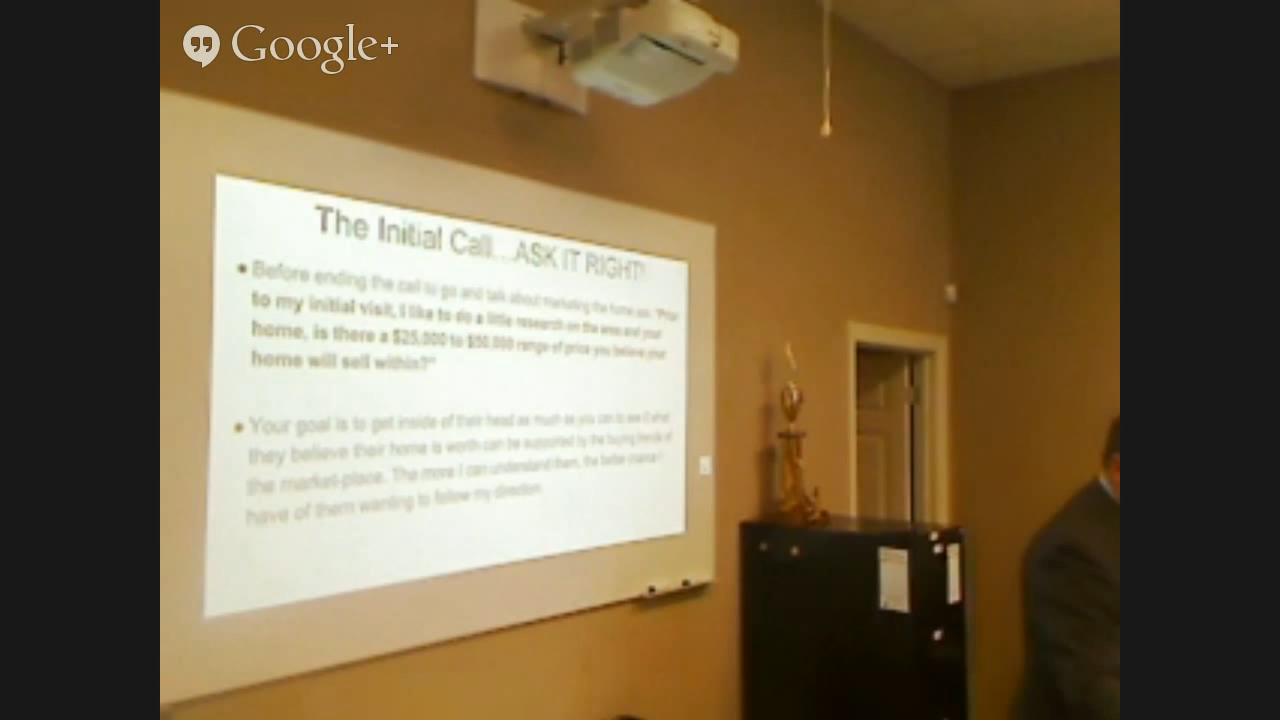 Google+
The Initial Call...ASK IT RIGHT!
• Before ending the call to go and talk about marketing the home ask, "Prior
to my initial visit, I like to do a little research on the area and your
home, is there a $25,000 to $50,000 range of price you believe your
home will sell within?"
• Your goal is to get inside of their head as much as you can to see if what
they believe their home is worth can be supported by the buying trends of
the market-place. The more I can understand them, the better chance I
have of them wanting to follow my direction.